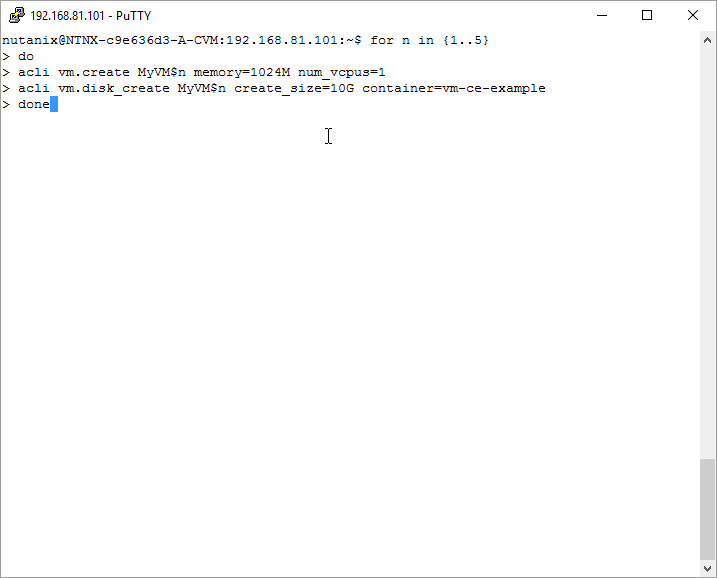 192.168.81.101 - PuTTY
nutanix@NTNX-c9e636d3-A-CVM:192.168.81.101:~$ for n in {1..5}
> do
> acli vm.create MyVM$n memory=1024M num_vcpus=1
> acli vm.disk_create MyVM$n create_size=10G container=vm-ce-example
> done